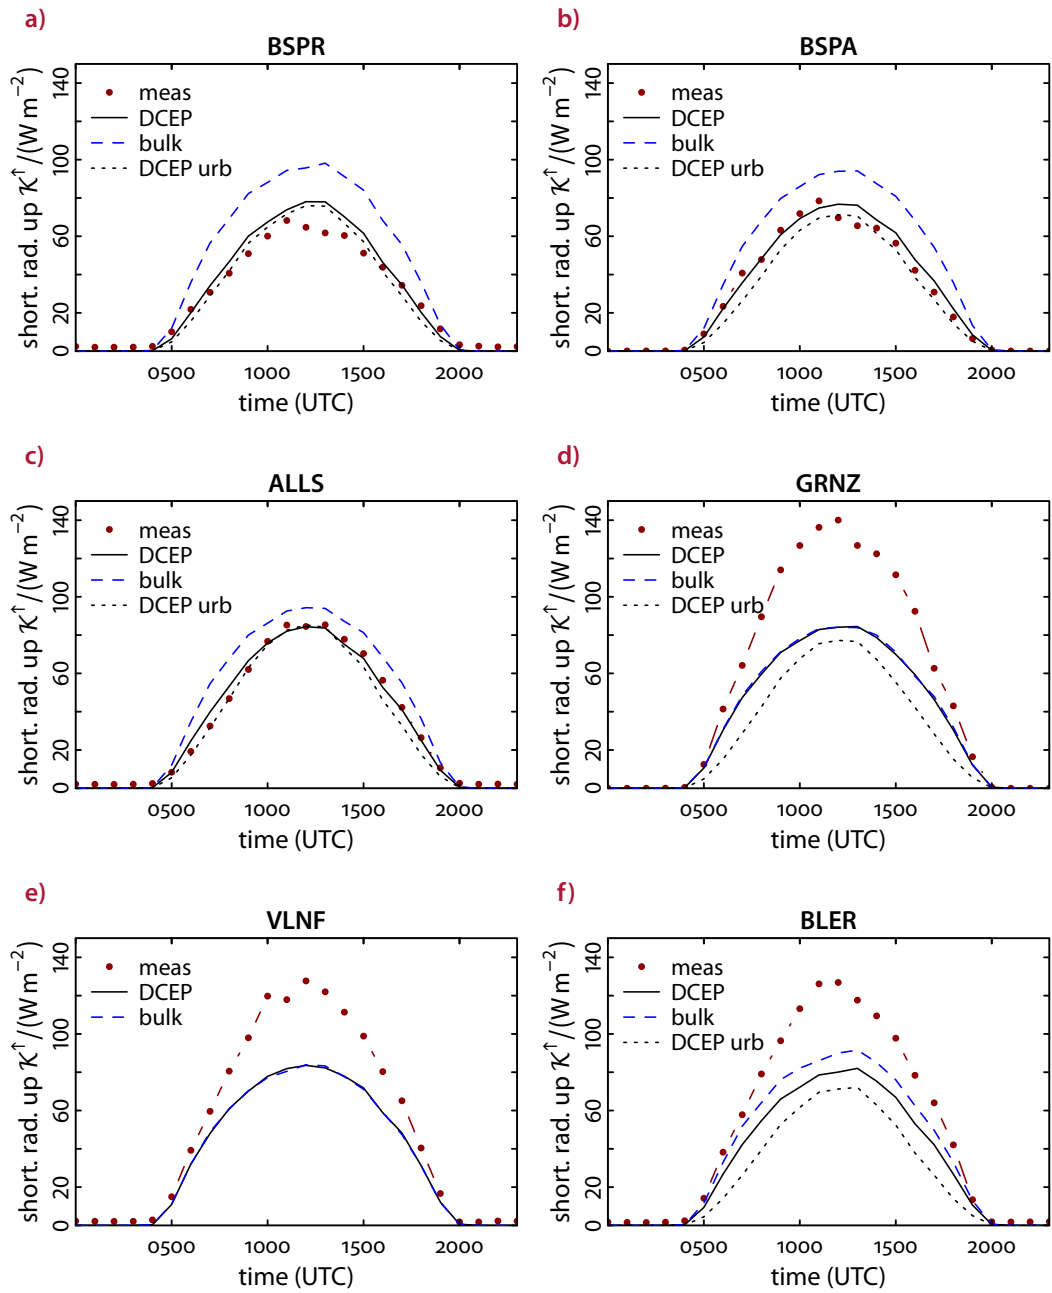 a)
BSPR
short. rad. up 𝒦↑/(W m−2)
0 20 60 100 140
meas
DCEP
bulk
DCEP urb
0500 1000 1500 2000
time (UTC)
b)
BSPA
short. rad. up 𝒦↑/(W m−2)
0 20 60 100 140
meas
DCEP
bulk
DCEP urb
0500 1000 1500 2000
time (UTC)
c)
ALLS
short. rad. up 𝒦↑/(W m−2)
0 20 60 100 140
meas
DCEP
bulk
DCEP urb
0500 1000 1500 2000
time (UTC)
d)
GRNZ
short. rad. up 𝒦↑/(W m−2)
0 20 60 100 140
meas
DCEP
bulk
DCEP urb
0500 1000 1500 2000
time (UTC)
e)
VLNF
short. rad. up 𝒦↑/(W m−2)
0 20 60 100 140
meas
DCEP
bulk
0500 1000 1500 2000
time (UTC)
f)
BLER
short. rad. up 𝒦↑/(W m−2)
0 20 60 100 140
meas
DCEP
bulk
DCEP urb
0500 1000 1500 2000
time (UTC)